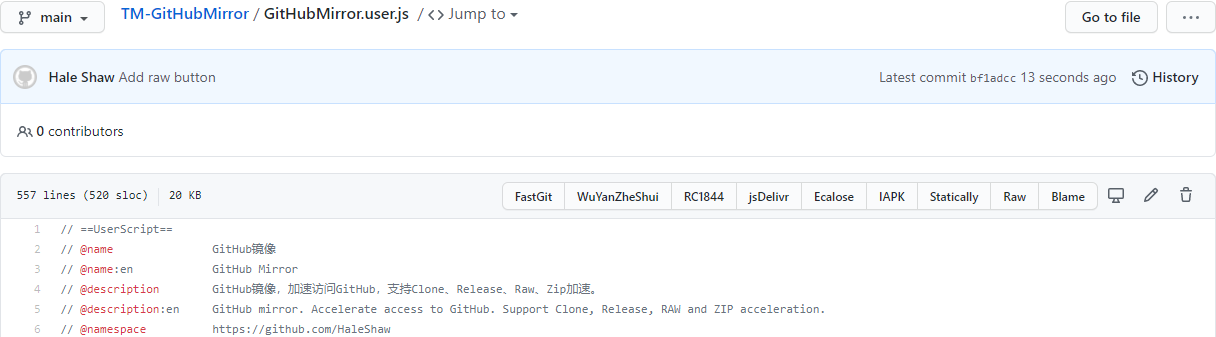 main TM-GitHubMirror / GitHubMirror.user.js / <> Jump to Go to file ...
Hale Shaw Add raw button Latest commit bf1adcc 13 seconds ago History
0 contributors
557 lines (520 sloc) 20 KB FastGit WuYanZheShui RC1844 jsDelivr Ecalose IAPK Statically Raw Blame
1 // ==UserScript==
2 // @name GitHub镜像
3 // @name:en GitHub Mirror
4 // @description GitHub镜像，加速访问GitHub，支持Clone、Release、Raw、Zip加速。
5 // @description:en GitHub mirror. Accelerate access to GitHub. Support Clone, Release, RAW and ZIP acceleration.
6 // @namespace https://github.com/HaleShaw